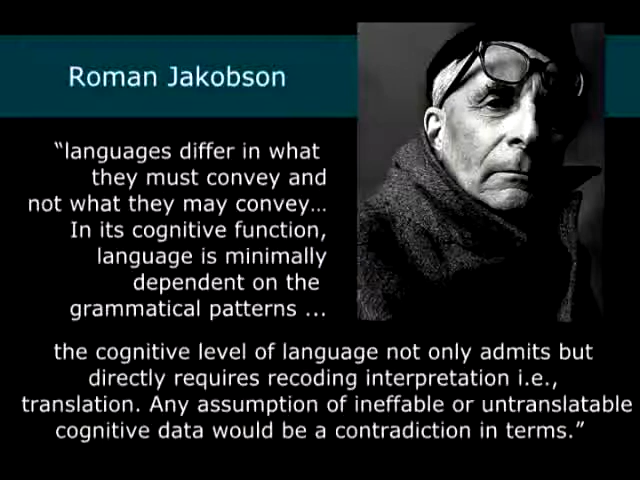 Roman Jakobson
“languages differ in what
they must convey and
not what they may convey…
In its cognitive function,
language is minimally
dependent on the
grammatical patterns ...
the cognitive level of language not only admits but
directly requires recoding interpretation i.e.,
translation. Any assumption of ineffable or untranslatable
cognitive data would be a contradiction in terms.”